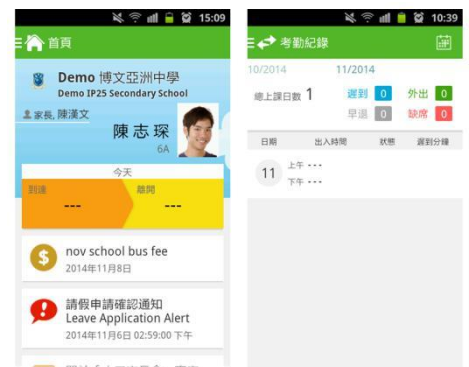 15:09
首頁
Demo 博文亞洲中學
Demo IP25 Secondary School
家長, 陳漢文
陳志琛
6A
今天
到達
離開
---
---
nov school bus fee
2014年11月8日
請假申請確認通知
Leave Application Alert
2014年11月6日 02:59:00 下午
10:39
考勤紀錄
10/2014
11/2014
總上課日數 1
遲到 0
外出 0
早退 0
缺席 0
日期 出入時間 狀態 遲到分鐘
11
上午 ---
下午 ---